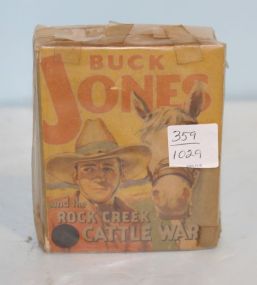 BUCK
JONES
359
1029
and the
ROCK CREEK
CATTLE WAR